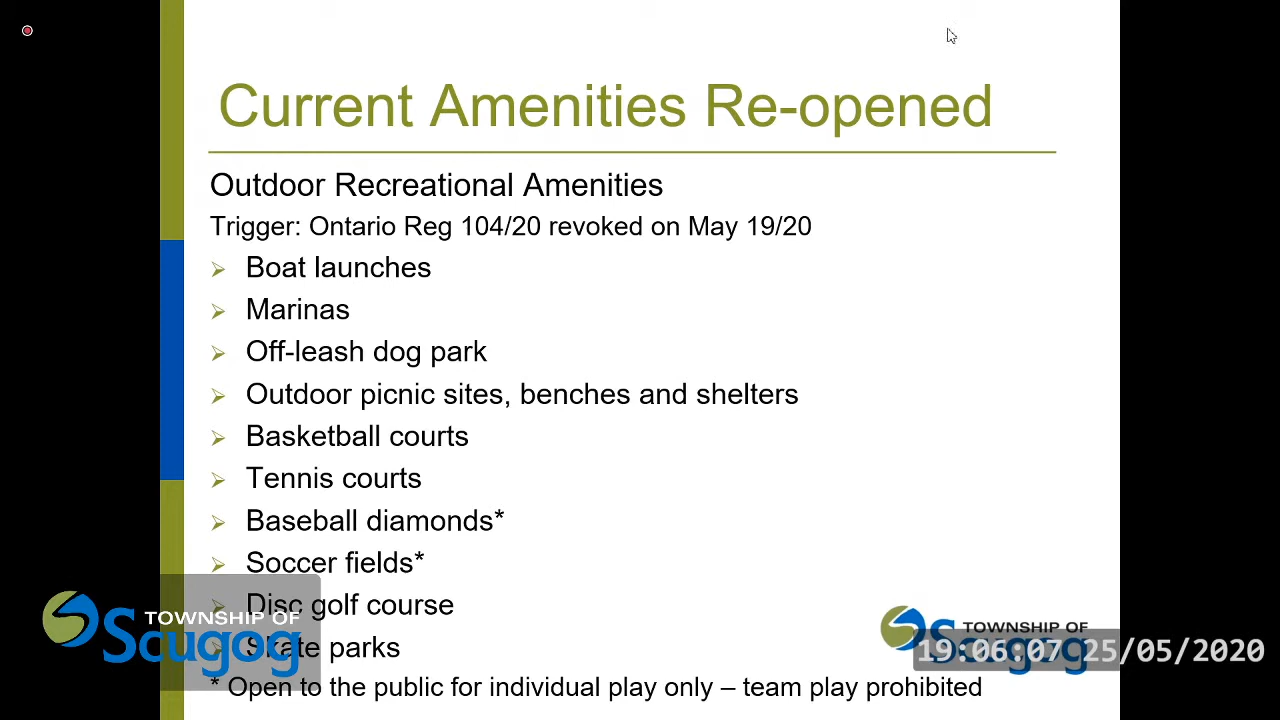 Current Amenities Re-opened
Outdoor Recreational Amenities
Trigger: Ontario Reg 104/20 revoked on May 19/20
Boat launches
Marinas
Off-leash dog park
Outdoor picnic sites, benches and shelters
Basketball courts
Tennis courts
Baseball diamonds*
Soccer fields*
Disc golf course
Skate parks
* Open to the public for individual play only – team play prohibited
TOWNSHIP OF
Scugog
TOWNSHIP OF
Scugog
19:06:07 25/05/2020